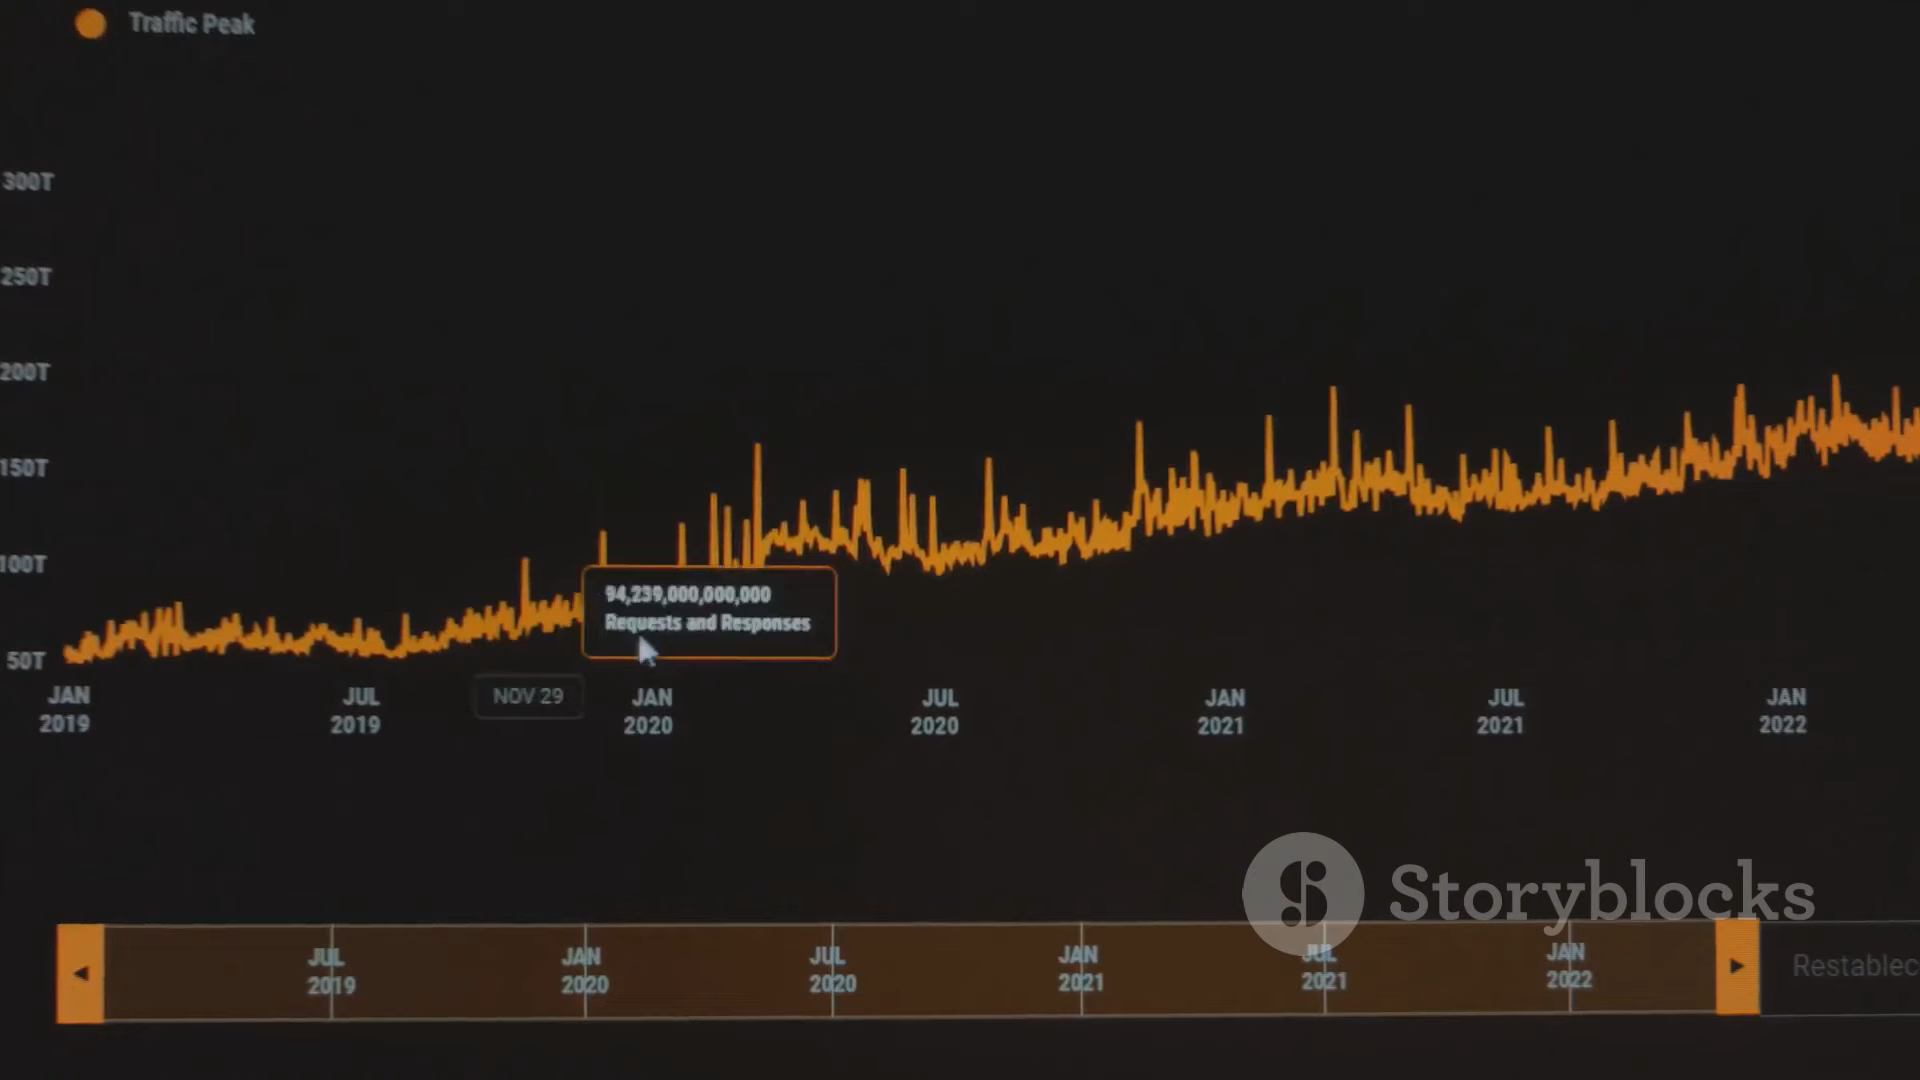 Traffic Peak
300T
250T
200T
150T
100T
50T
94,239,000,000,000
Requests and Responses
NOV 29
JAN
2019
JUL
2019
JAN
2020
JUL
2020
JAN
2021
JUL
2021
JAN
2022
Storyblocks
JUL
2019
JAN
2020
JUL
2020
JAN
2021
JUL
2021
JAN
2022
Restablec